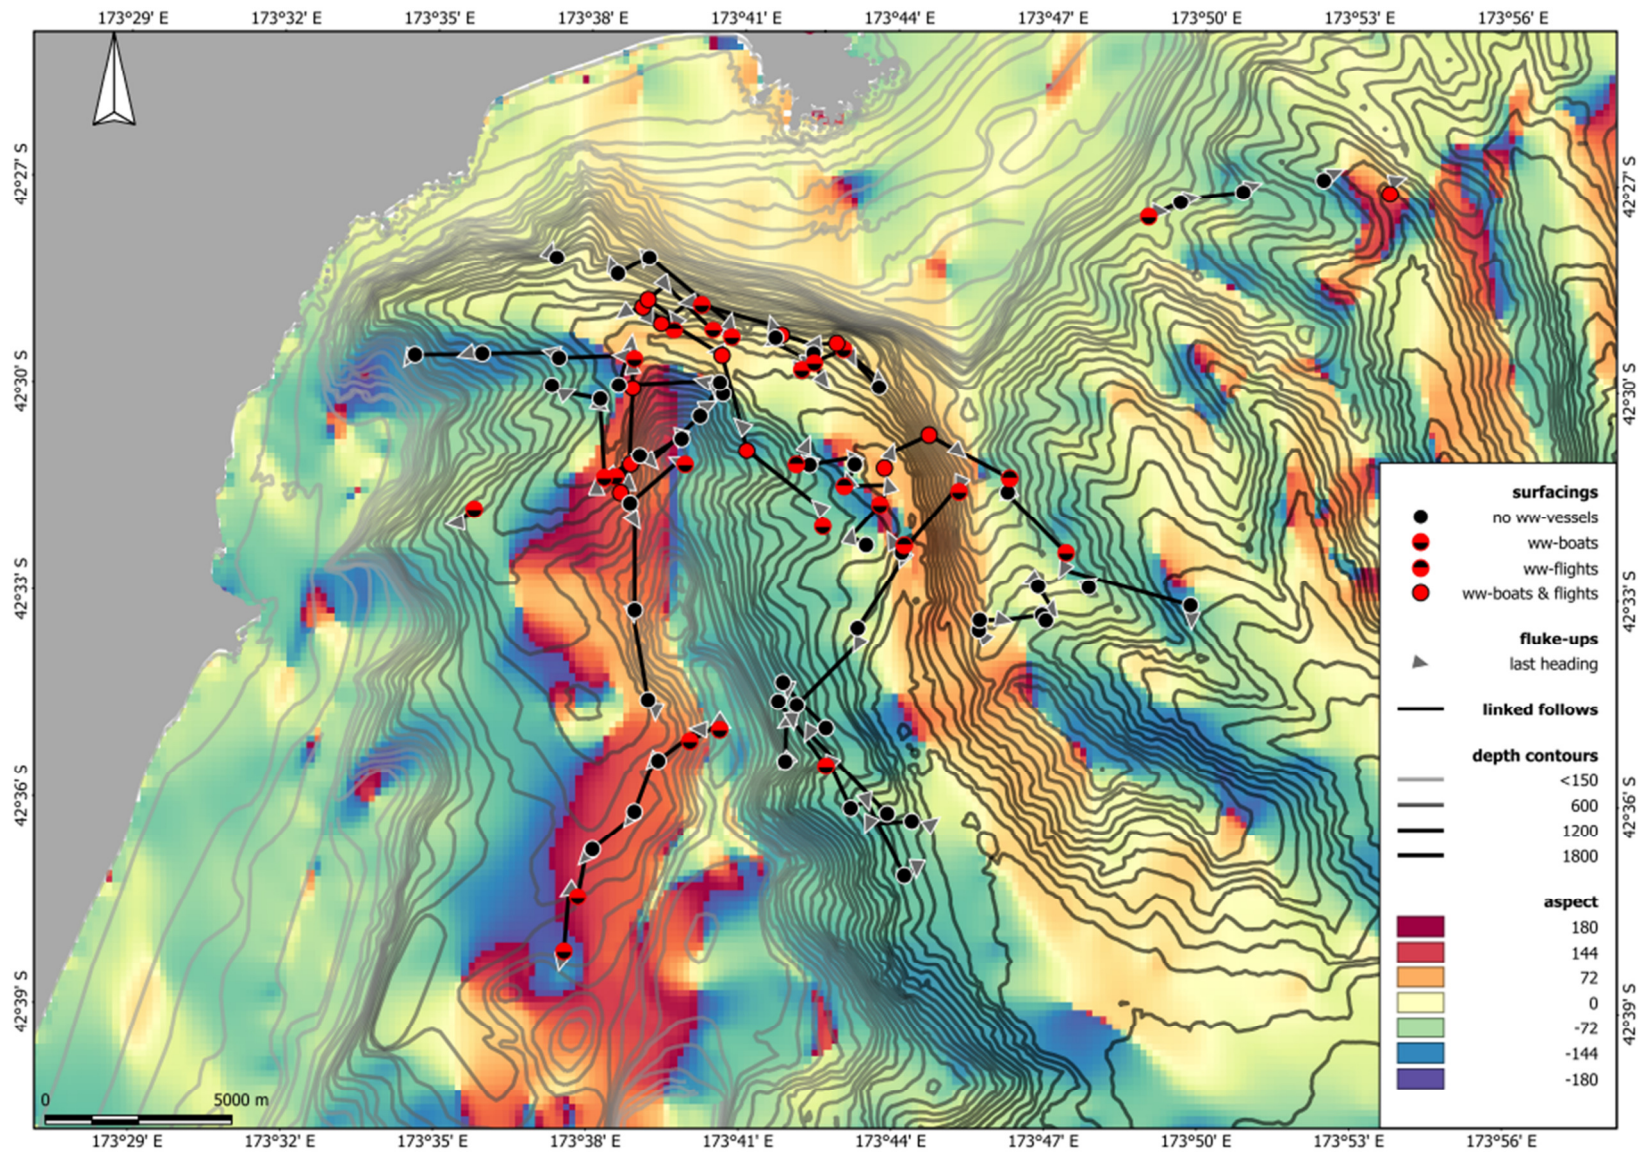 173°29' E 173°32' E 173°35' E 173°38' E 173°41' E 173°44' E 173°47' E 173°50' E 173°53' E 173°56' E
42°27' S
42°27' S
42°30' S
42°30' S
surfacings
no ww-vessels
ww-boats
ww-flights
ww-boats & flights
42°33' S
42°33' S
fluke-ups
last heading
linked follows
depth contours
<150
600
1200
1800
42°36' S
42°36' S
aspect
180
144
72
0
-72
-144
-180
42°39' S
42°39' S
0 5000 m
173°29' E 173°32' E 173°35' E 173°38' E 173°41' E 173°44' E 173°47' E 173°50' E 173°53' E 173°56' E